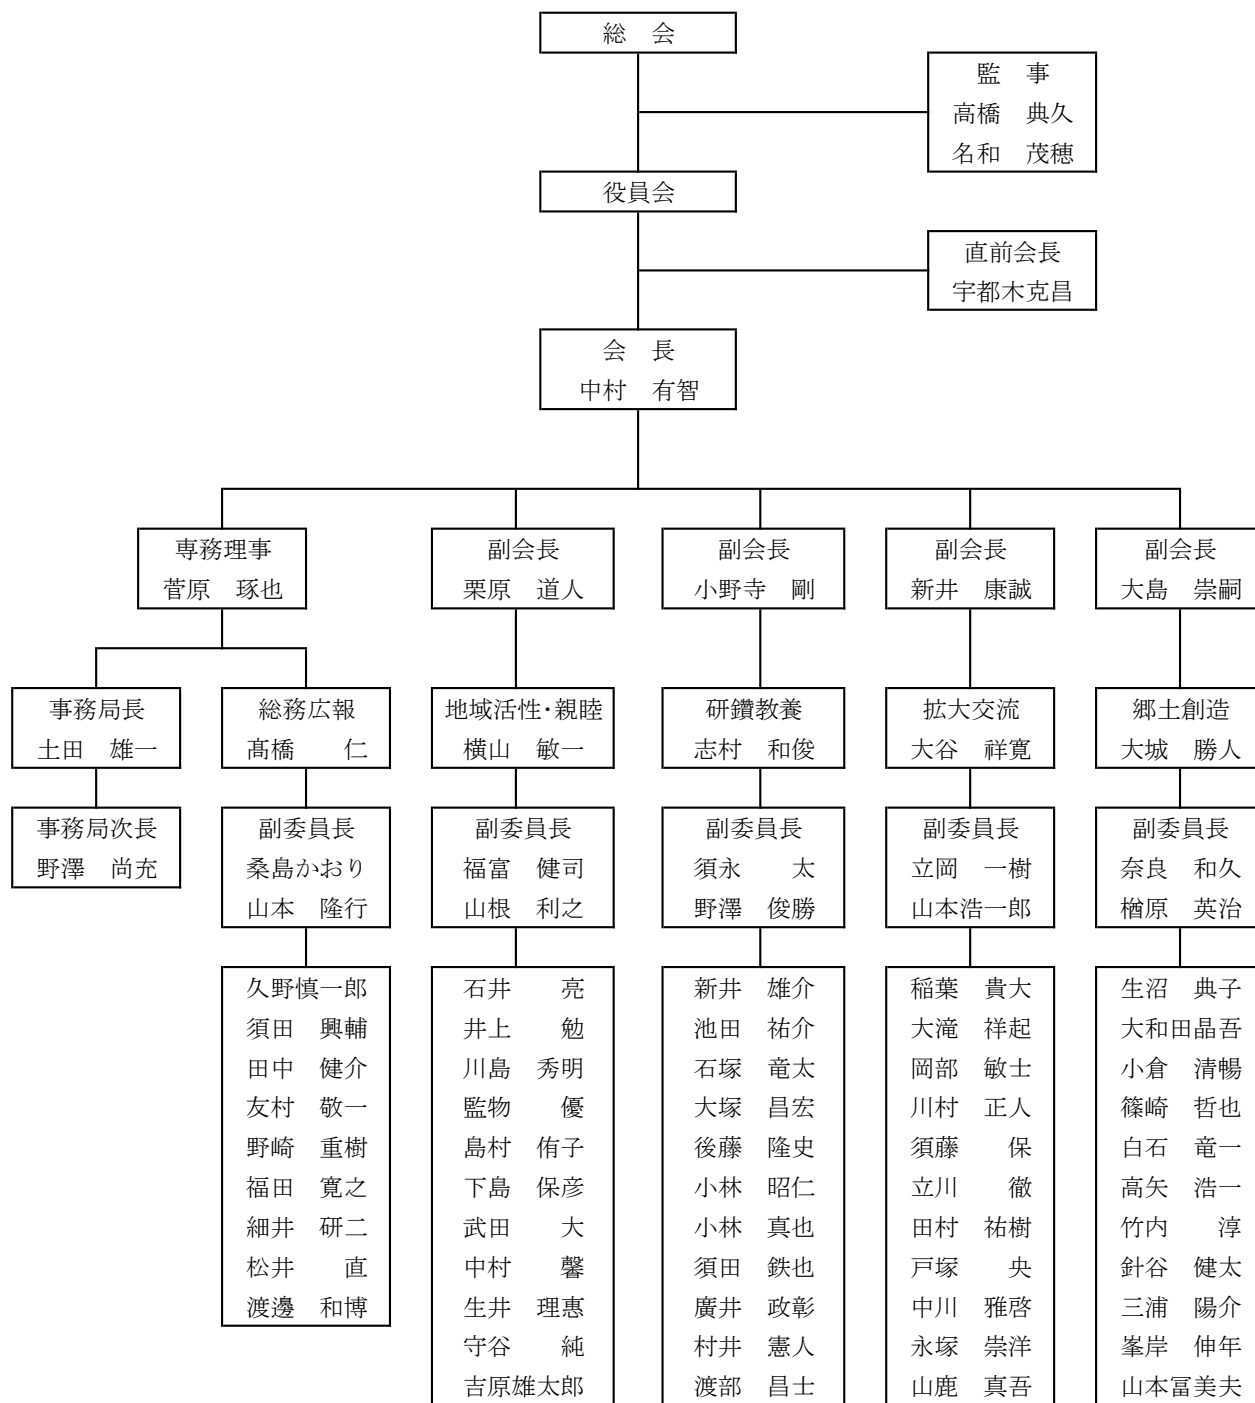 総　会
監　事
高橋　典久
名和　茂穂
役員会
直前会長
宇都木克昌
会　長
中村　有智
専務理事
菅原　琢也
副会長
栗原　道人
副会長
小野寺　剛
副会長
新井　康誠
副会長
大島　崇嗣
事務局長
土田　雄一
総務広報
髙橋　　仁
地域活性・親睦
横山　敏一
研鑽教養
志村　和俊
拡大交流
大谷　祥寛
郷土創造
大城　勝人
事務局次長
野澤　尚充
副委員長
桑島かおり
山本　隆行
副委員長
福富　健司
山根　利之
副委員長
須永　　太
野澤　俊勝
副委員長
立岡　一樹
山本浩一郎
副委員長
奈良　和久
楢原　英治
久野慎一郎
須田　興輔
田中　健介
友村　敬一
野崎　重樹
福田　寛之
細井　研二
松井　　直
渡邊　和博
石井　　亮
井上　　勉
川島　秀明
監物　　優
島村　侑子
下島　保彦
武田　　大
中村　　馨
生井　理恵
守谷　　純
吉原雄太郎
新井　雄介
池田　祐介
石塚　竜太
大塚　昌宏
後藤　隆史
小林　昭仁
小林　真也
須田　鉄也
廣井　政彰
村井　憲人
渡部　昌士
稲葉　貴大
大滝　祥起
岡部　敏士
川村　正人
須藤　　保
立川　　徹
田村　祐樹
戸塚　　央
中川　雅啓
永塚　崇洋
山鹿　真吾
生沼　典子
大和田晶吾
小倉　清暢
篠崎　哲也
白石　竜一
高矢　浩一
竹内　　淳
針谷　健太
三浦　陽介
峯岸　伸年
山本冨美夫